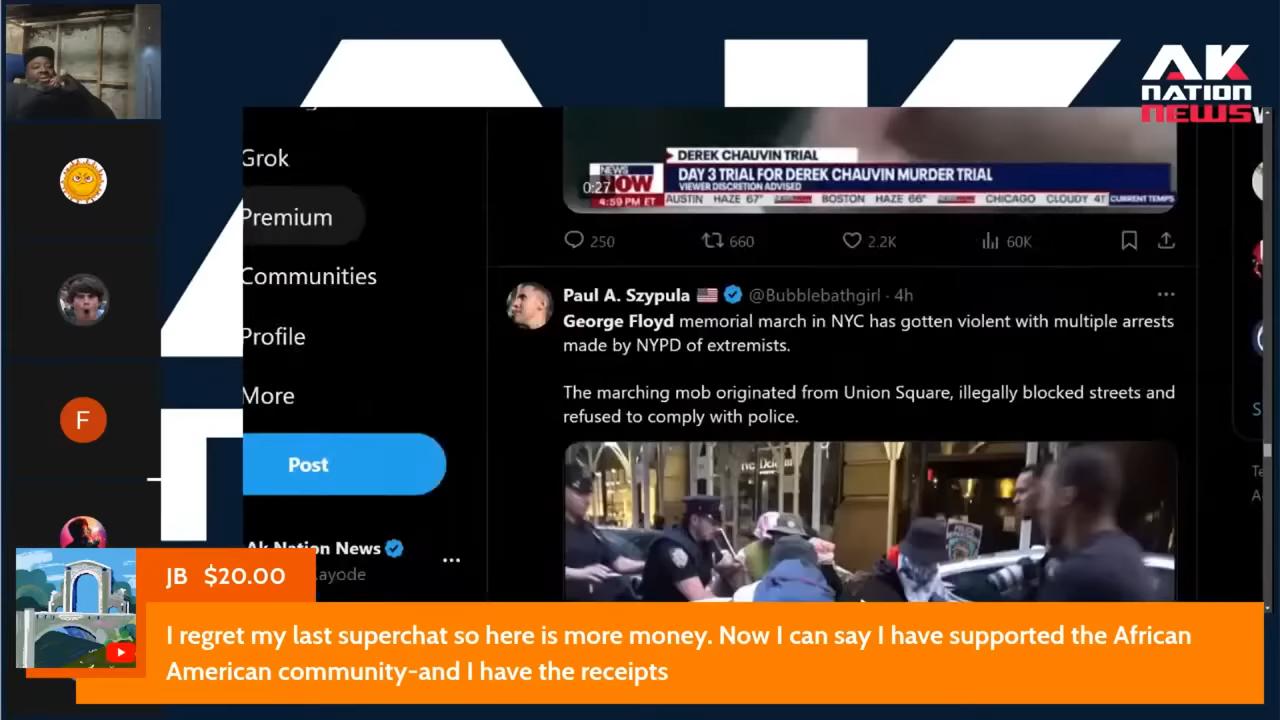 AK
NATION
NEWS
Grok
Premium
Communities
Profile
More
Post
Ak Nation News
ayode
DEREK CHAUVIN TRIAL
NEWS
NOW
DAY 3 TRIAL FOR DEREK CHAUVIN MURDER TRIAL
VIEWER DISCRETION ADVISED
0:27
4:59 PM ET
AUSTIN HAZE 67° BOSTON HAZE 66° CHICAGO CLOUDY 41 CURRENT TEMPS
250 660 2.2K 60K
Paul A. Szypula @Bubblebathgirl · 4h
George Floyd memorial march in NYC has gotten violent with multiple arrests
made by NYPD of extremists.
The marching mob originated from Union Square, illegally blocked streets and
refused to comply with police.
F
JB $20.00
I regret my last superchat so here is more money. Now I can say I have supported the African
American community-and I have the receipts